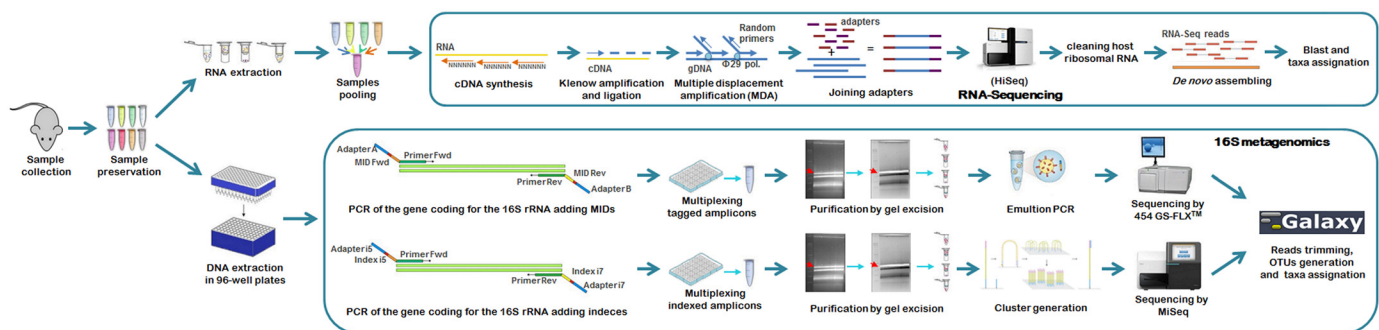 Sample
collection
Sample
preservation
RNA extraction
Samples
pooling
RNA
NNNNNN
NNNNNN
NNNNNN
cDNA synthesis
cDNA
Klenow amplification
and ligation
Random
primers
gDNA
Φ29 pol.
Multiple displacement
amplification (MDA)
adapters
+
=
Joining adapters
(HiSeq)
RNA-Sequencing
cleaning host
ribosomal RNA
RNA-Seq reads
De novo assembling
Blast and
taxa assignation
DNA extraction
in 96-well plates
16S metagenomics
Adapter A
MID Fwd
Primer Fwd
MID Rev
Primer Rev
Adapter B
PCR of the gene coding for the 16S rRNA adding MIDs
Multiplexing
tagged amplicons
Purification by gel excision
Emultion PCR
Sequencing by
454 GS-FLX™
Adapter i5
Index i5
Primer Fwd
Index i7
Primer Rev
Adapter i7
PCR of the gene coding for the 16S rRNA adding indeces
Multiplexing
indexed amplicons
Purification by gel excision
Cluster generation
Sequencing by
MiSeq
Galaxy
Reads trimming,
OTUs generation
and taxa assignation